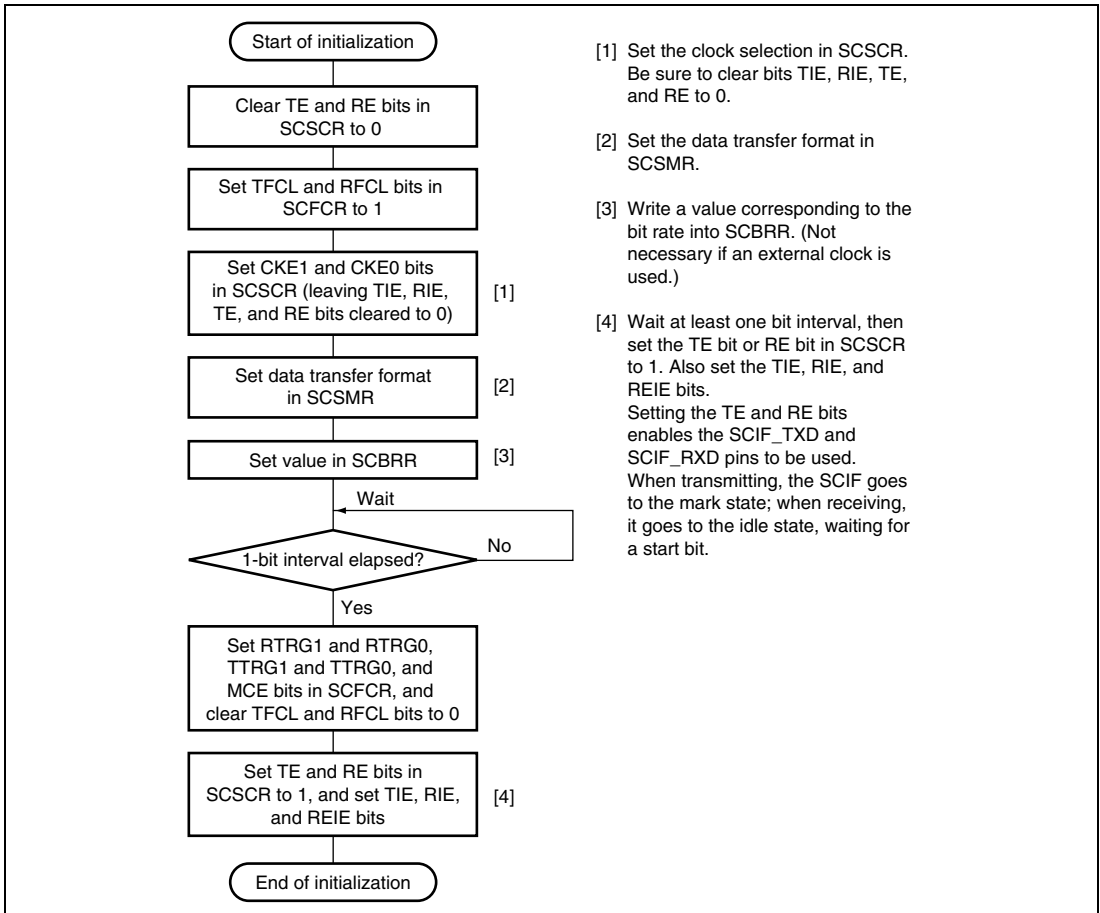 Start of initialization
Clear TE and RE bits in
SCSCR to 0
Set TFCL and RFCL bits in
SCFCR to 1
Set CKE1 and CKE0 bits
in SCSCR (leaving TIE, RIE,
TE, and RE bits cleared to 0)
[1]
Set data transfer format
in SCSMR
[2]
Set value in SCBRR
[3]
Wait
1-bit interval elapsed?
No
Yes
Set RTRG1 and RTRG0,
TTRG1 and TTRG0, and
MCE bits in SCFCR, and
clear TFCL and RFCL bits to 0
Set TE and RE bits in
SCSCR to 1, and set TIE, RIE,
and REIE bits
[4]
End of initialization
[1] Set the clock selection in SCSCR.
Be sure to clear bits TIE, RIE, TE,
and RE to 0.
[2] Set the data transfer format in
SCSMR.
[3] Write a value corresponding to the
bit rate into SCBRR. (Not
necessary if an external clock is
used.)
[4] Wait at least one bit interval, then
set the TE bit or RE bit in SCSCR
to 1. Also set the TIE, RIE, and
REIE bits.
Setting the TE and RE bits
enables the SCIF_TXD and
SCIF_RXD pins to be used.
When transmitting, the SCIF goes
to the mark state; when receiving,
it goes to the idle state, waiting for
a start bit.